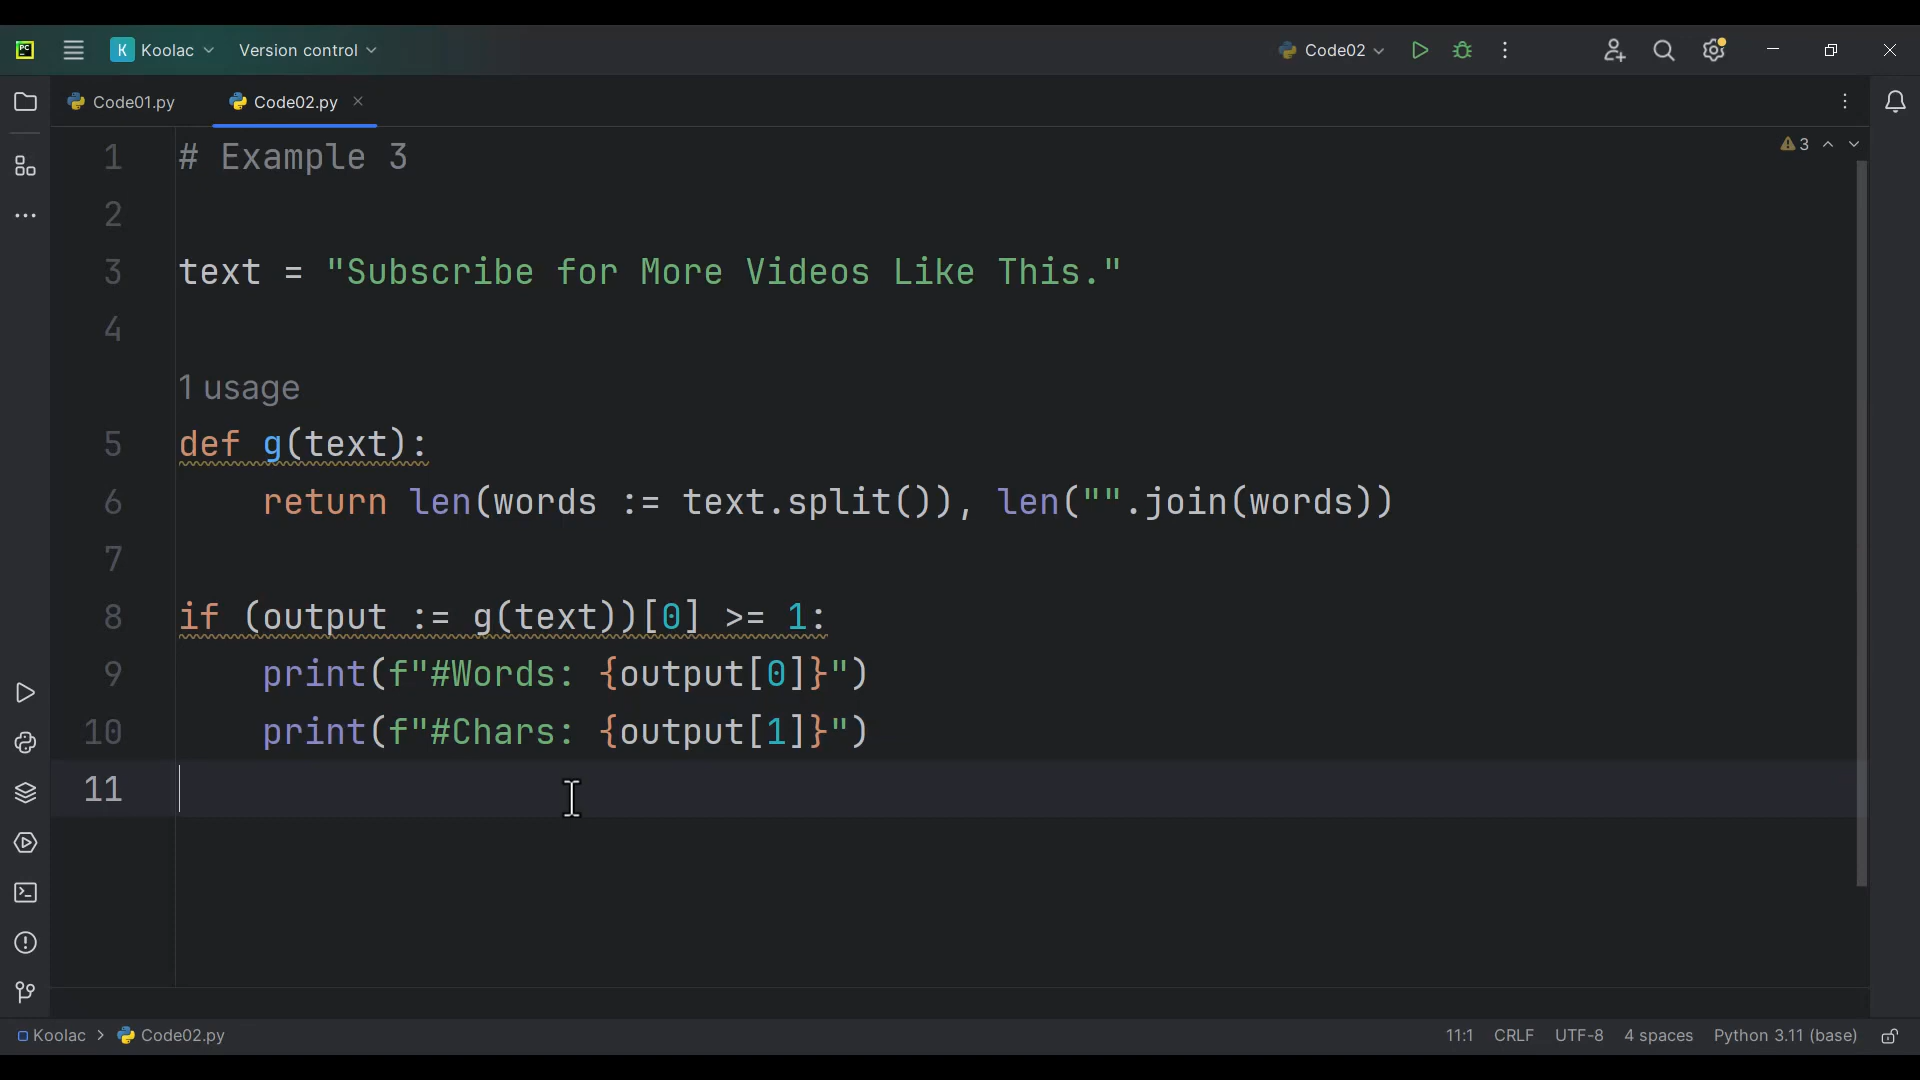 PC
K Koolac Version control Code02
Code01.py Code02.py
3
1 # Example 3
2
3 text = "Subscribe for More Videos Like This."
4
1 usage
5 def g(text):
6     return len(words := text.split()), len("".join(words))
7
8 if (output := g(text))[0] >= 1:
9     print(f"#Words: {output[0]}")
10     print(f"#Chars: {output[1]}")
11
Koolac > Code02.py 11:1 CRLF UTF-8 4 spaces Python 3.11 (base)